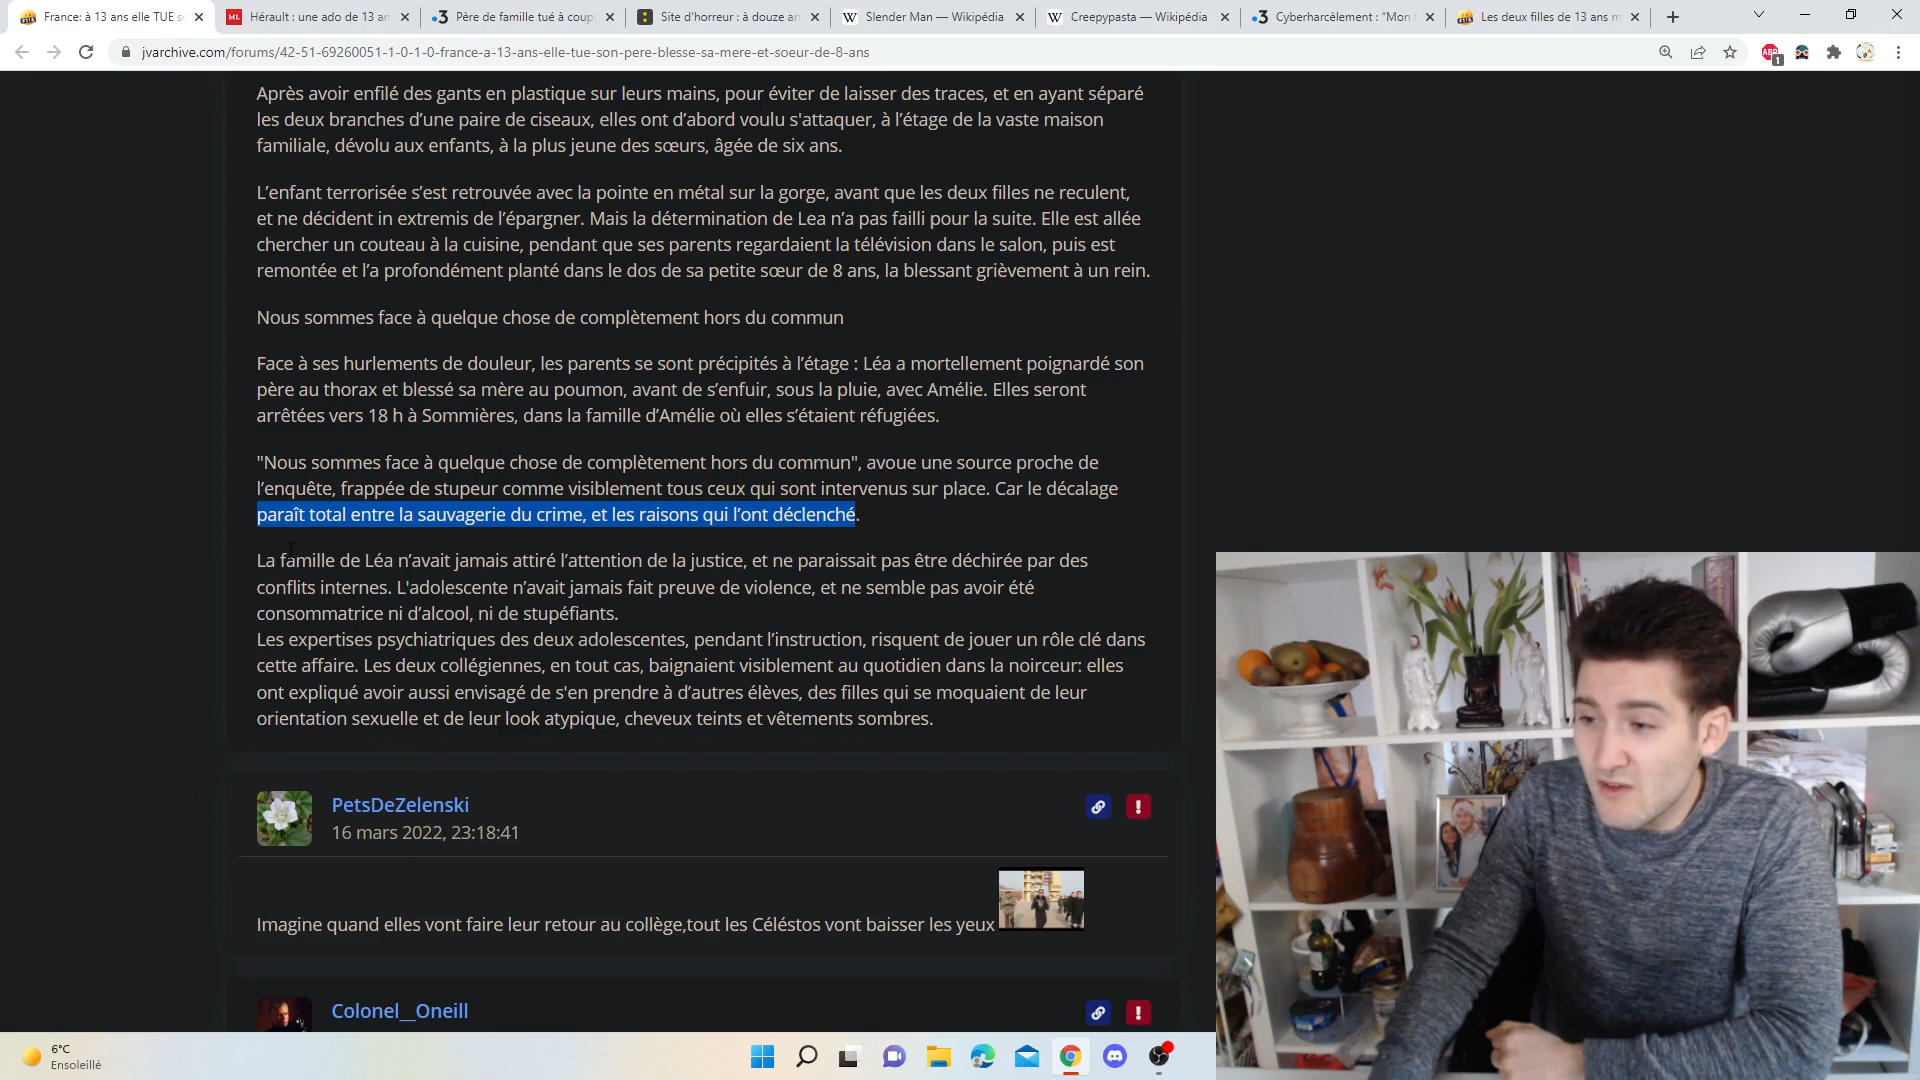 France: à 13 ans elle TUE so
Hérault : une ado de 13 an
Père de famille tué à coup
Site d'horreur : à douze an
Slender Man — Wikipédia
Creepypasta — Wikipédia
Cyberharcèlement : "Mon f
Les deux filles de 13 ans m
jvarchive.com/forums/42-51-69260051-1-0-1-0-france-a-13-ans-elle-tue-son-pere-blesse-sa-mere-et-soeur-de-8-ans
Après avoir enfilé des gants en plastique sur leurs mains, pour éviter de laisser des traces, et en ayant séparé
les deux branches d’une paire de ciseaux, elles ont d’abord voulu s'attaquer, à l’étage de la vaste maison
familiale, dévolu aux enfants, à la plus jeune des sœurs, âgée de six ans.
L’enfant terrorisée s’est retrouvée avec la pointe en métal sur la gorge, avant que les deux filles ne reculent,
et ne décident in extremis de l’épargner. Mais la détermination de Lea n’a pas failli pour la suite. Elle est allée
chercher un couteau à la cuisine, pendant que ses parents regardaient la télévision dans le salon, puis est
remontée et l’a profondément planté dans le dos de sa petite sœur de 8 ans, la blessant grièvement à un rein.
Nous sommes face à quelque chose de complètement hors du commun
Face à ses hurlements de douleur, les parents se sont précipités à l’étage : Léa a mortellement poignardé son
père au thorax et blessé sa mère au poumon, avant de s’enfuir, sous la pluie, avec Amélie. Elles seront
arrêtées vers 18 h à Sommières, dans la famille d’Amélie où elles s’étaient réfugiées.
"Nous sommes face à quelque chose de complètement hors du commun", avoue une source proche de
l’enquête, frappée de stupeur comme visiblement tous ceux qui sont intervenus sur place. Car le décalage
paraît total entre la sauvagerie du crime, et les raisons qui l’ont déclenché.
La famille de Léa n’avait jamais attiré l’attention de la justice, et ne paraissait pas être déchirée par des
conflits internes. L'adolescente n’avait jamais fait preuve de violence, et ne semble pas avoir été
consommatrice ni d’alcool, ni de stupéfiants.
Les expertises psychiatriques des deux adolescentes, pendant l’instruction, risquent de jouer un rôle clé dans
cette affaire. Les deux collégiennes, en tout cas, baignaient visiblement au quotidien dans la noirceur: elles
ont expliqué avoir aussi envisagé de s'en prendre à d’autres élèves, des filles qui se moquaient de leur
orientation sexuelle et de leur look atypique, cheveux teints et vêtements sombres.
PetsDeZelenski
16 mars 2022, 23:18:41
Imagine quand elles vont faire leur retour au collège,tout les Céléstos vont baisser les yeux
Colonel__Oneill
6°C
Ensoleillé